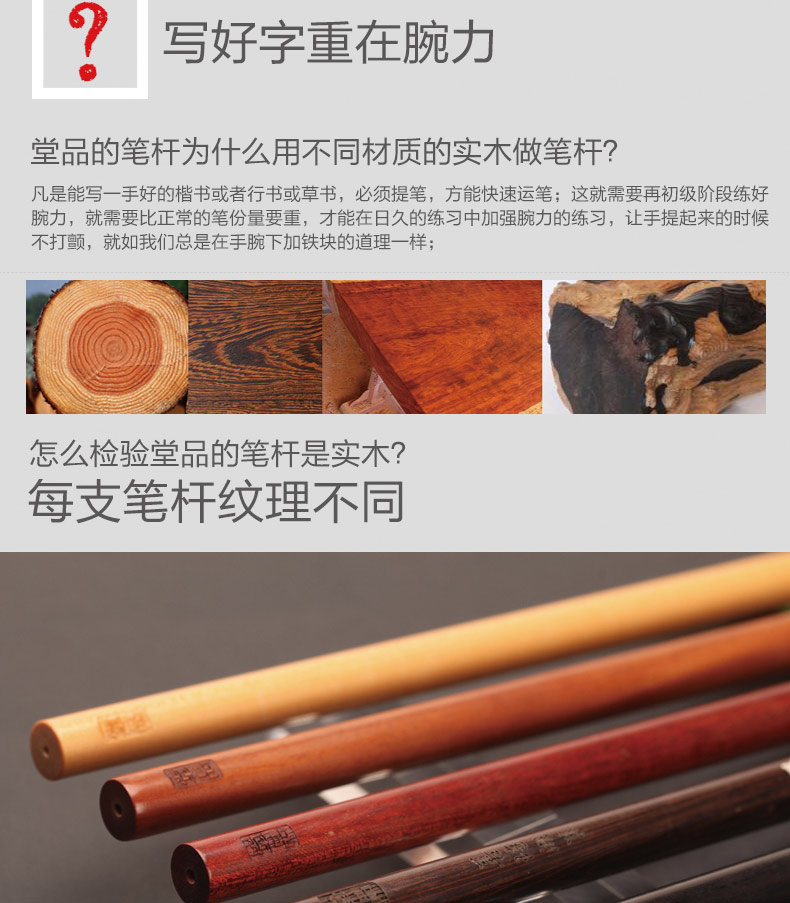 ?
写好字重在腕力
堂品的笔杆为什么用不同材质的实木做笔杆?
凡是能写一手好的楷书或者行书或草书，必须提笔，方能快速运笔；这就需要再初级阶段练好
腕力，就需要比正常的笔份量要重，才能在日久的练习中加强腕力的练习，让手提起来的时候
不打颤，就如我们总是在手腕下加铁块的道理一样；
怎么检验堂品的笔杆是实木?
每支笔杆纹理不同